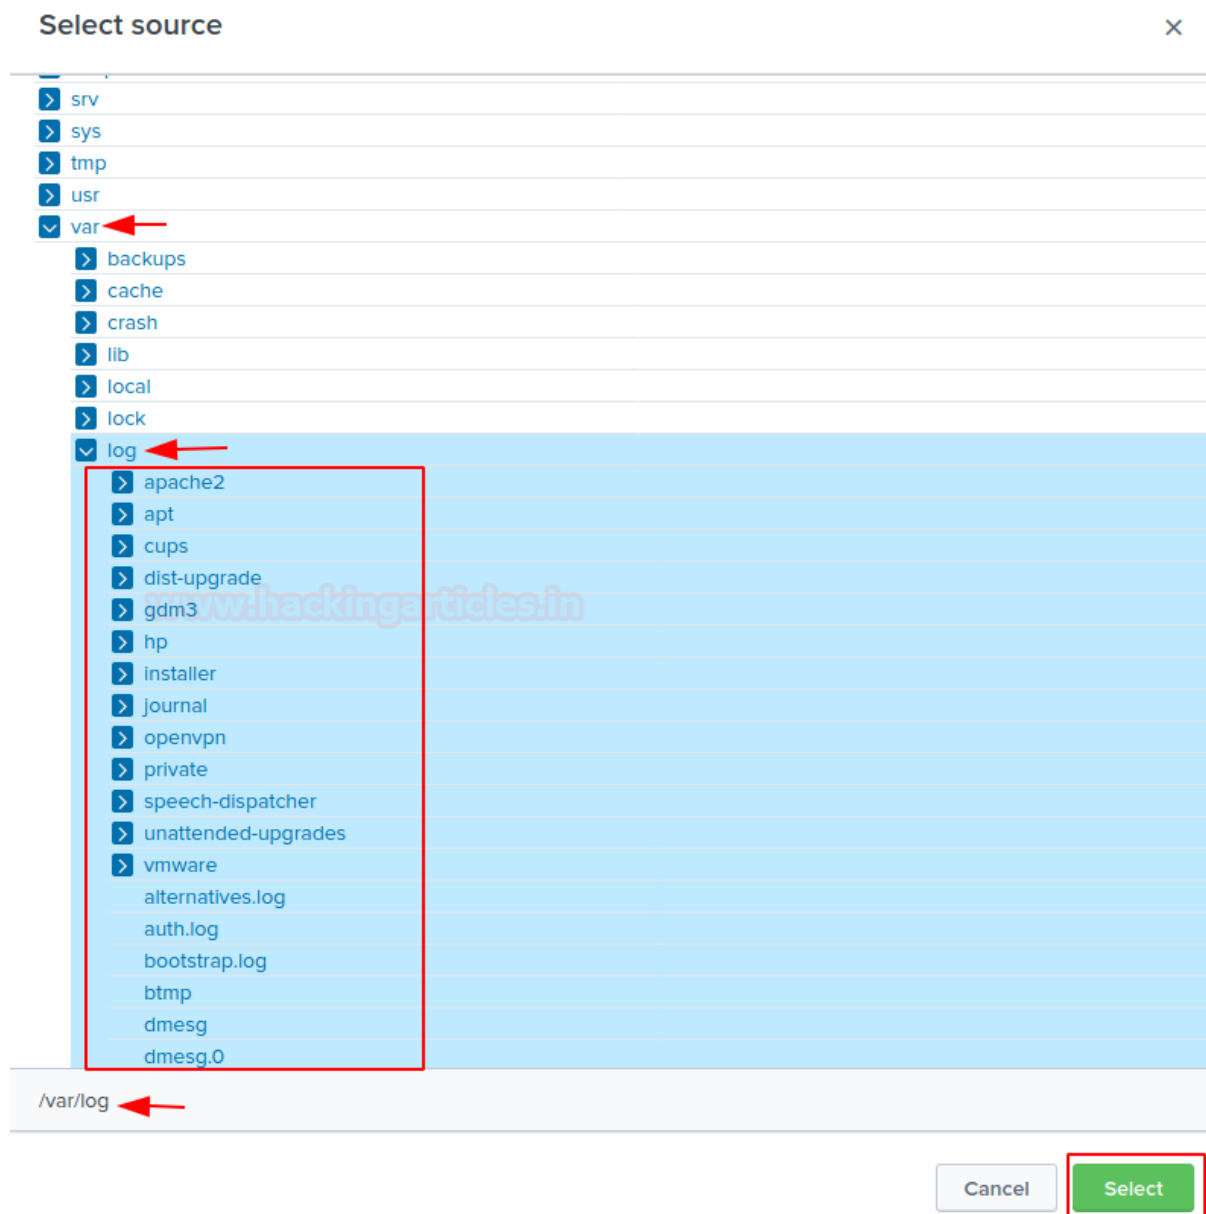 Select source
srv
sys
tmp
usr
var
backups
cache
crash
lib
local
lock
log
apache2
apt
cups
dist-upgrade
www.hackingarticles.in
gdm3
hp
installer
journal
openvpn
private
speech-dispatcher
unattended-upgrades
vmware
alternatives.log
auth.log
bootstrap.log
btmp
dmesg
dmesg.0
/var/log
Cancel
Select